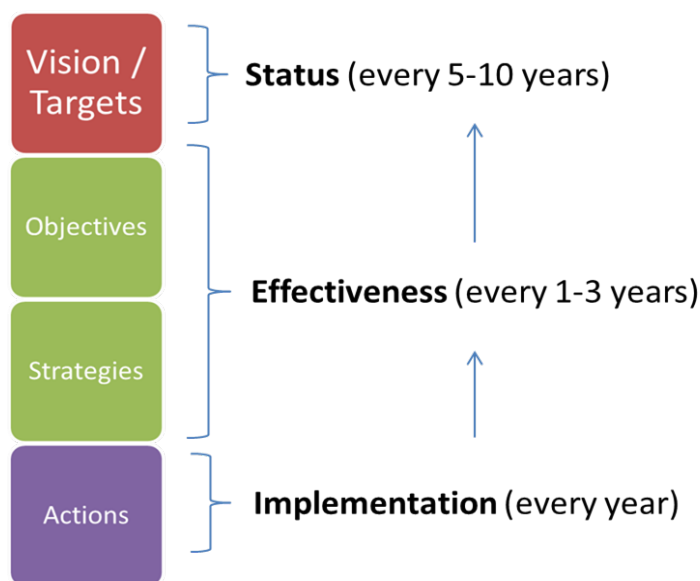 Vision /
Targets
Status (every 5-10 years)
Objectives
Effectiveness (every 1-3 years)
Strategies
Implementation (every year)
Actions